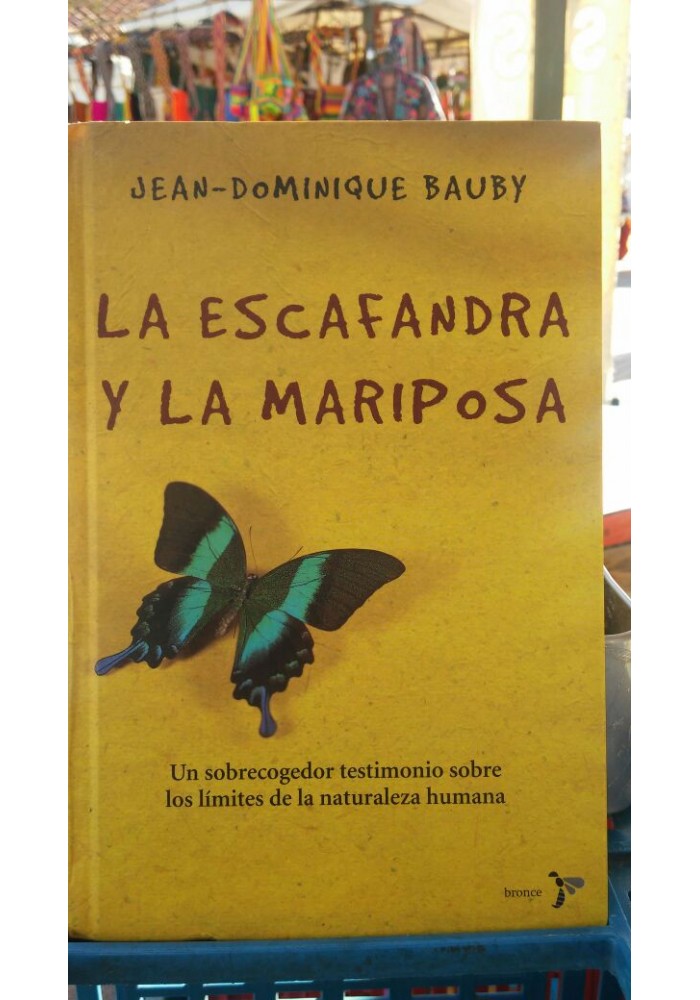 JEAN-DOMINIQUE BAUBY
LA ESCAFANDRA
Y LA MARIPOSA
Un sobrecogedor testimonio sobre
los límites de la naturaleza humana
bronce